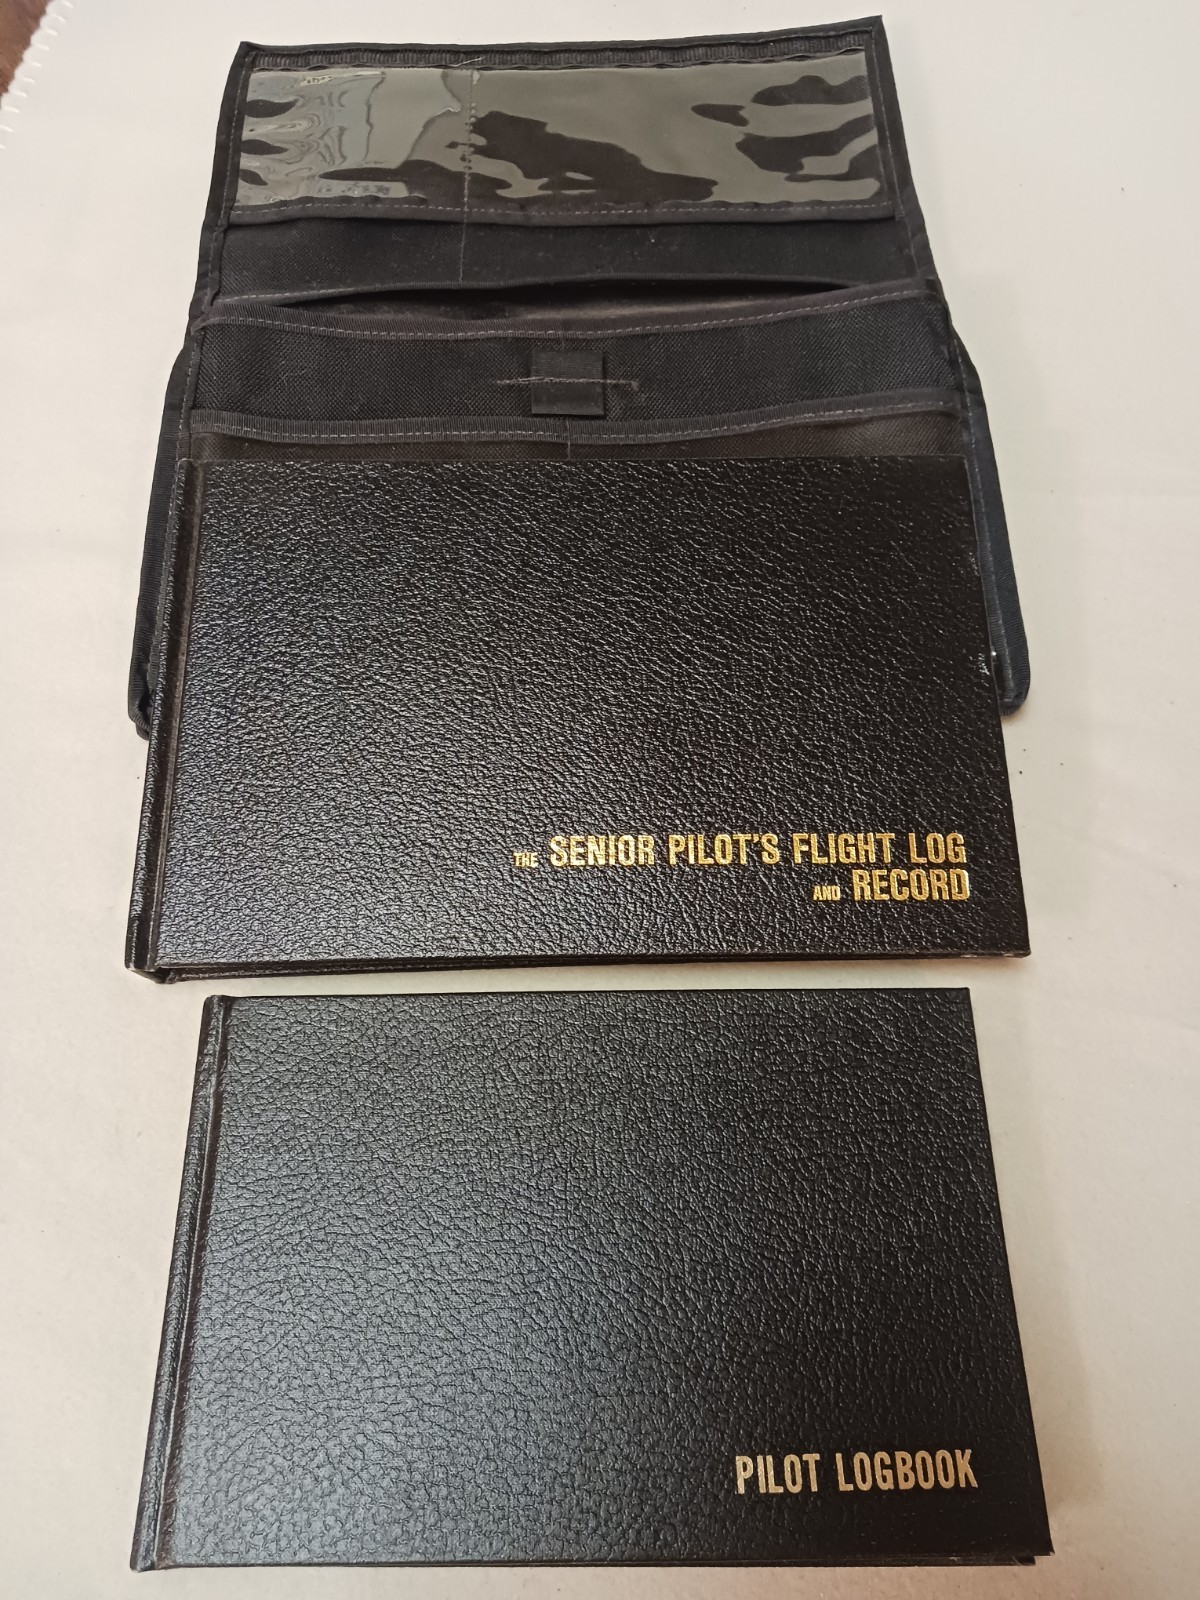 THE SENIOR PILOT'S FLIGHT LOG
AND RECORD
PILOT LOGBOOK